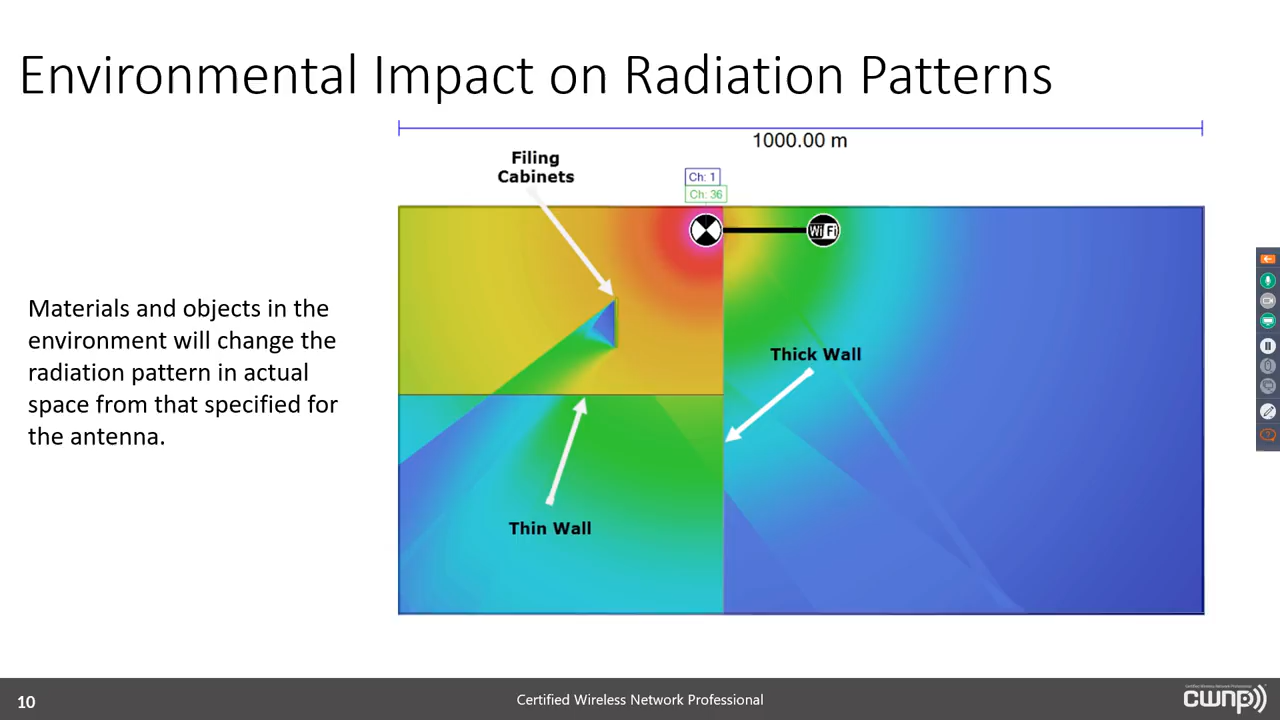 Environmental Impact on Radiation Patterns
1000.00 m
Filing
Cabinets
Ch: 1
Ch: 36
Wi Fi
Materials and objects in the
environment will change the
radiation pattern in actual
space from that specified for
the antenna.
Thick Wall
Thin Wall
10
Certified Wireless Network Professional
cwnp